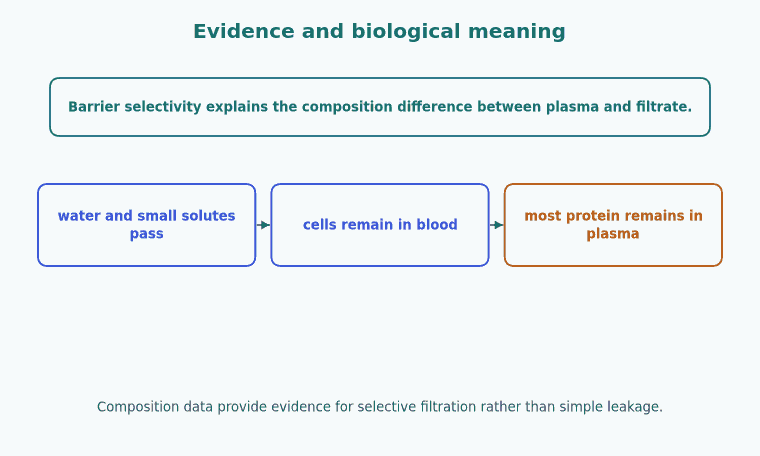 Evidence and biological meaning
Barrier selectivity explains the composition difference between plasma and filtrate.
water and small solutes
pass
cells remain in blood
most protein remains in
plasma
Composition data provide evidence for selective filtration rather than simple leakage.